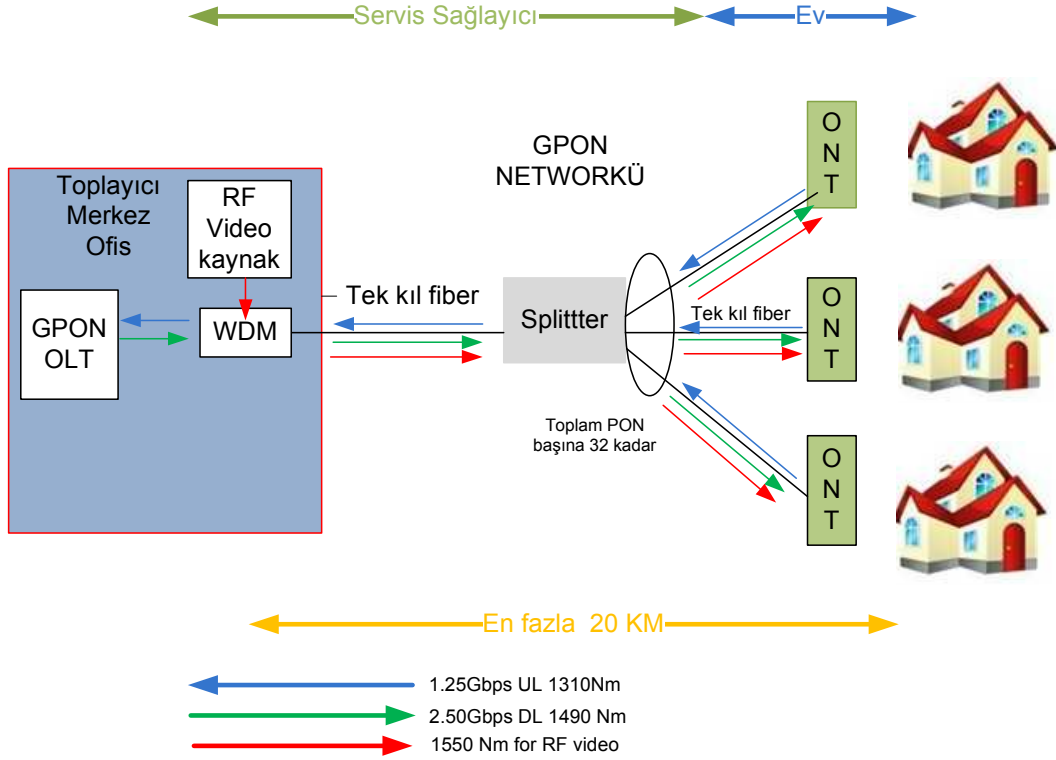 Servis Sağlayıcı
Ev
GPON
NETWORKÜ
Toplayıcı
Merkez
Ofis
RF
Video
kaynak
GPON
OLT
WDM
Tek kıl fiber
Splittter
Tek kıl fiber
O
N
T
O
N
T
O
N
T
Toplam PON
başına 32 kadar
En fazla 20 KM
1.25Gbps UL 1310Nm
2.50Gbps DL 1490 Nm
1550 Nm for RF video